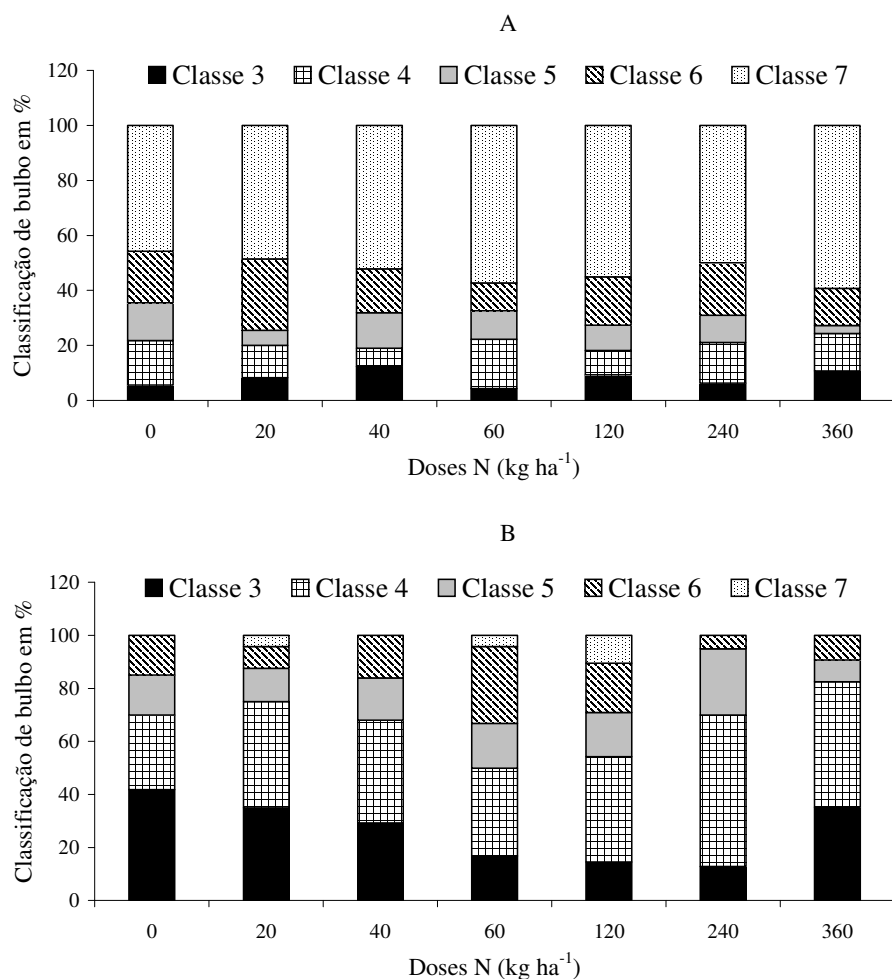 A
Classe 3 Classe 4 Classe 5 Classe 6 Classe 7
Classificação de bulbo em %
120
100
80
60
40
20
0
0 20 40 60 120 240 360
Doses N (kg ha⁻¹)
B
Classe 3 Classe 4 Classe 5 Classe 6 Classe 7
Classificação de bulbo em %
120
100
80
60
40
20
0
0 20 40 60 120 240 360
Doses N (kg ha⁻¹)